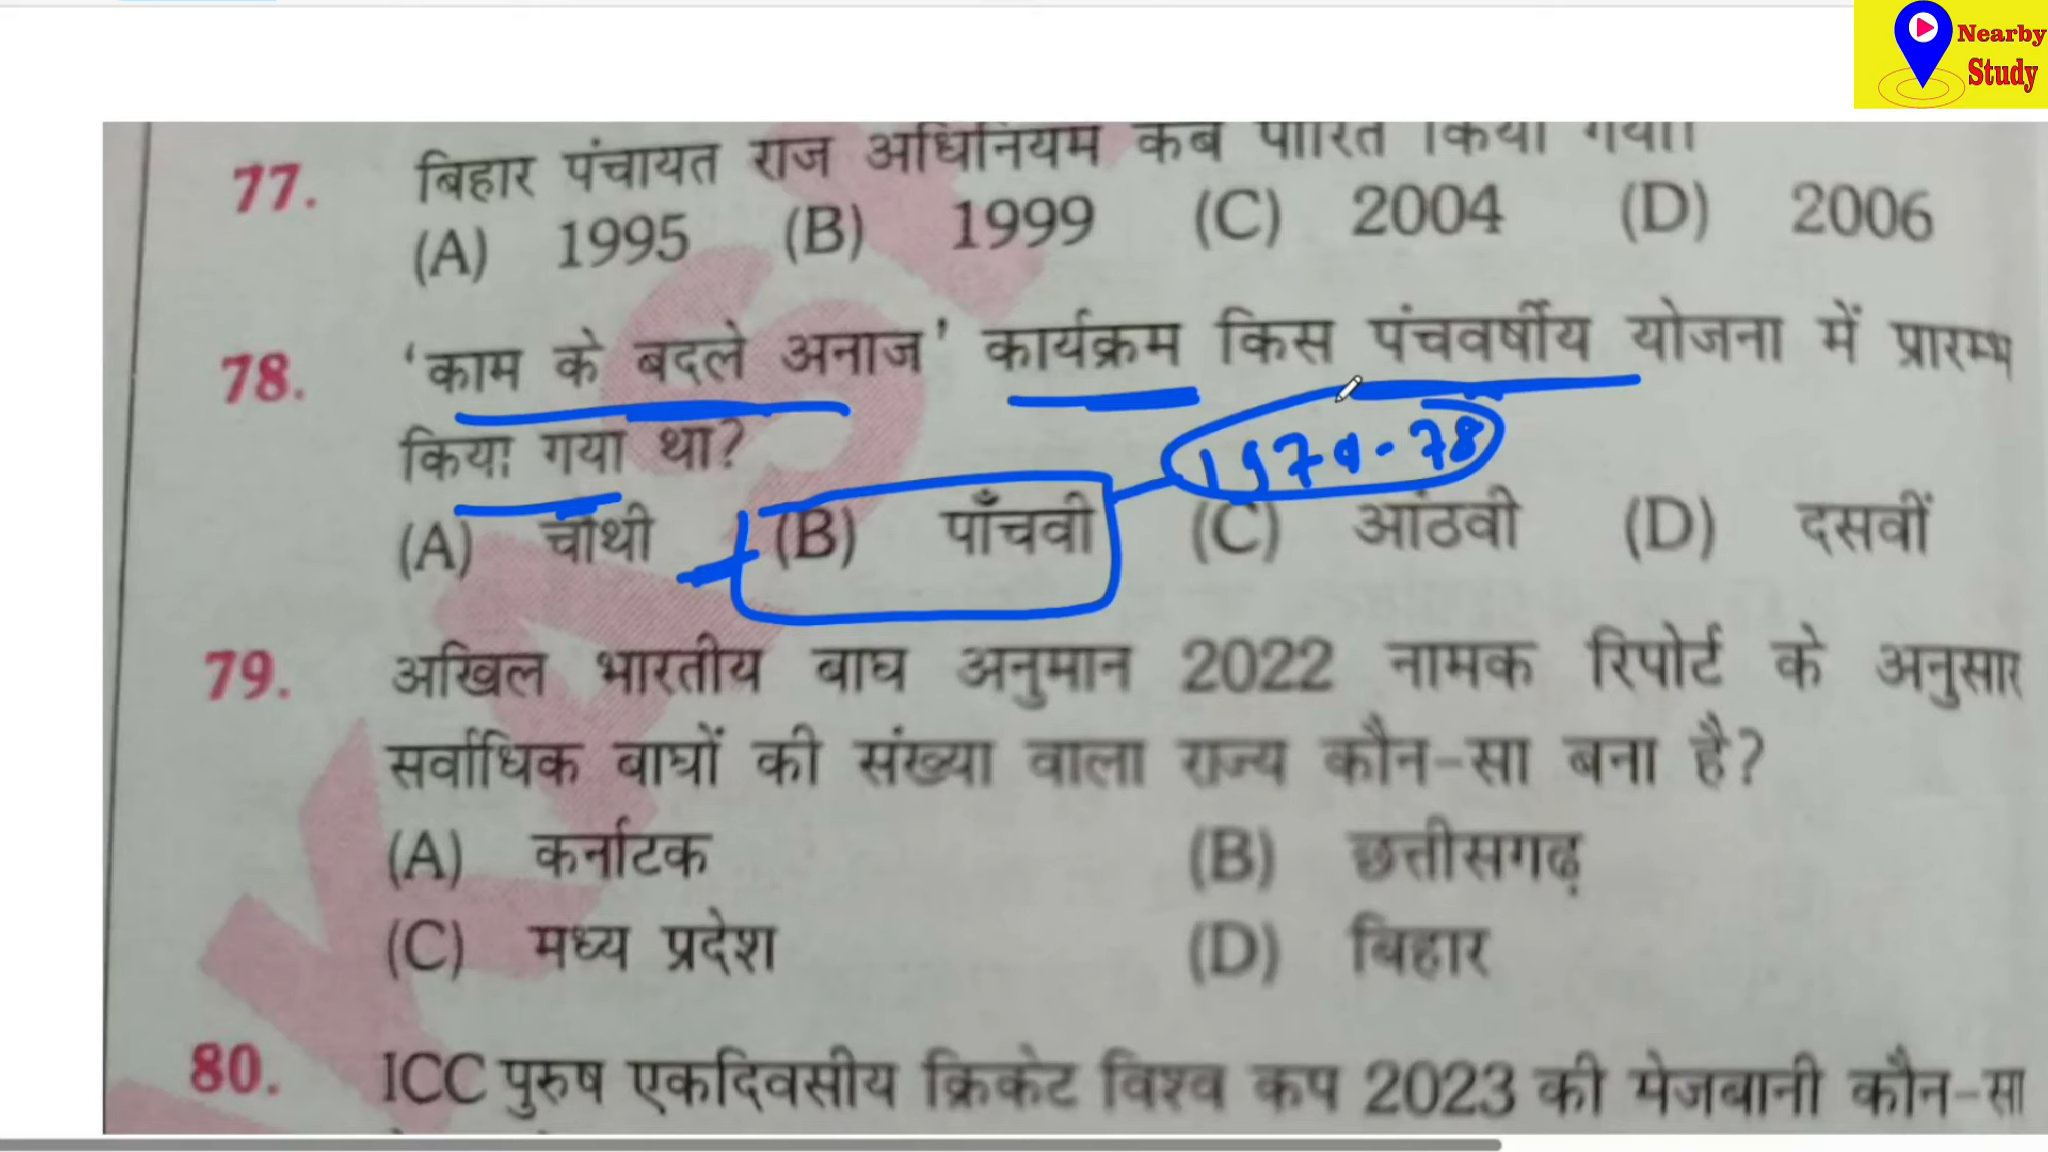 Nearby
Study
77. बिहार पंचायत राज अधिनियम कब पारित किया गया।
(A) 1995 (B) 1999 (C) 2004 (D) 2006
78. 'काम के बदले अनाज' कार्यक्रम किस पंचवर्षीय योजना में प्रारम्भ
किया गया था?
1974-78
(A) चौथी (B) पाँचवी (C) आठवी (D) दसवीं
79. अखिल भारतीय बाघ अनुमान 2022 नामक रिपोर्ट के अनुसार
सर्वाधिक बाघों की संख्या वाला राज्य कौन-सा बना है?
(A) कर्नाटक (B) छत्तीसगढ़
(C) मध्य प्रदेश (D) बिहार
80. ICC पुरुष एकदिवसीय क्रिकेट विश्व कप 2023 की मेजबानी कौन-सा